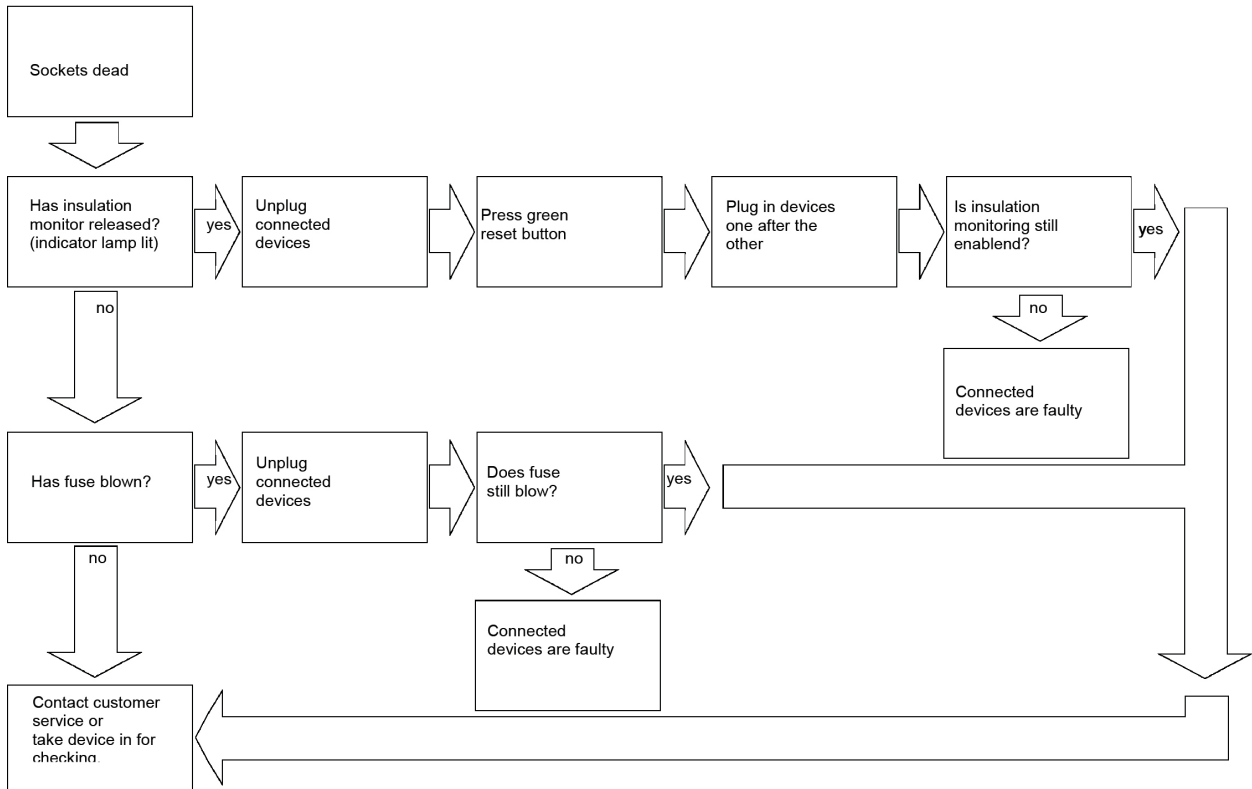 Sockets dead
Has insulation
monitor released?
(indicator lamp lit)
yes
Unplug
connected
devices
Press green
reset button
Plug in devices
one after the
other
Is insulation
monitoring still
enablend?
yes
no
no
Connected
devices are faulty
Has fuse blown?
yes
Unplug
connected
devices
Does fuse
still blow?
yes
no
no
Connected
devices are faulty
Contact customer
service or
take device in for
checking.